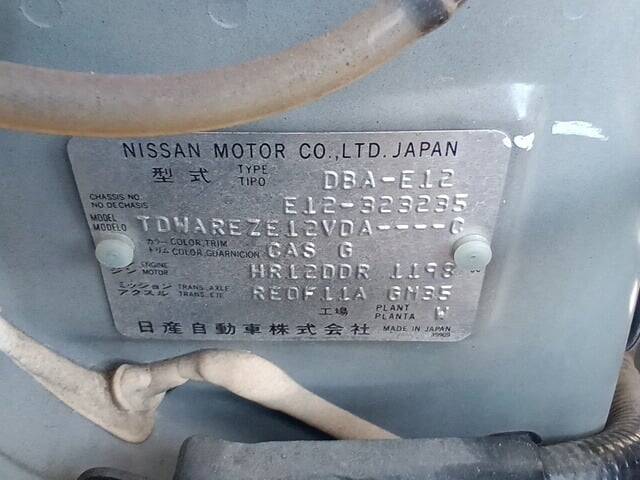 NISSAN MOTOR CO.,LTD. JAPAN
型式 TYPE TIPO DBA-E12
CHASSIS NO. NO. DE CHASIS E12-323235
MODEL MODELO TDWAREZE12VDA----C
カラー COLOR, TRIM トリム COLOR, GUARNICION CAS G
エンジン ENGINE MOTOR HR12DDR 1198 cc
ミッション TRANS. AXLE アクスル TRANS. EJE RE0F11A GM35
工場 PLANT PLANTA W
日産自動車株式会社 MADE IN JAPAN